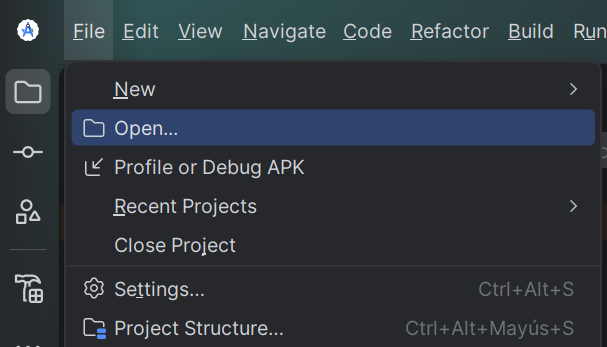 File Edit View Navigate Code Refactor Build Run
New
Open...
Profile or Debug APK
Recent Projects
Close Project
Settings... Ctrl+Alt+S
Project Structure... Ctrl+Alt+Mayús+S